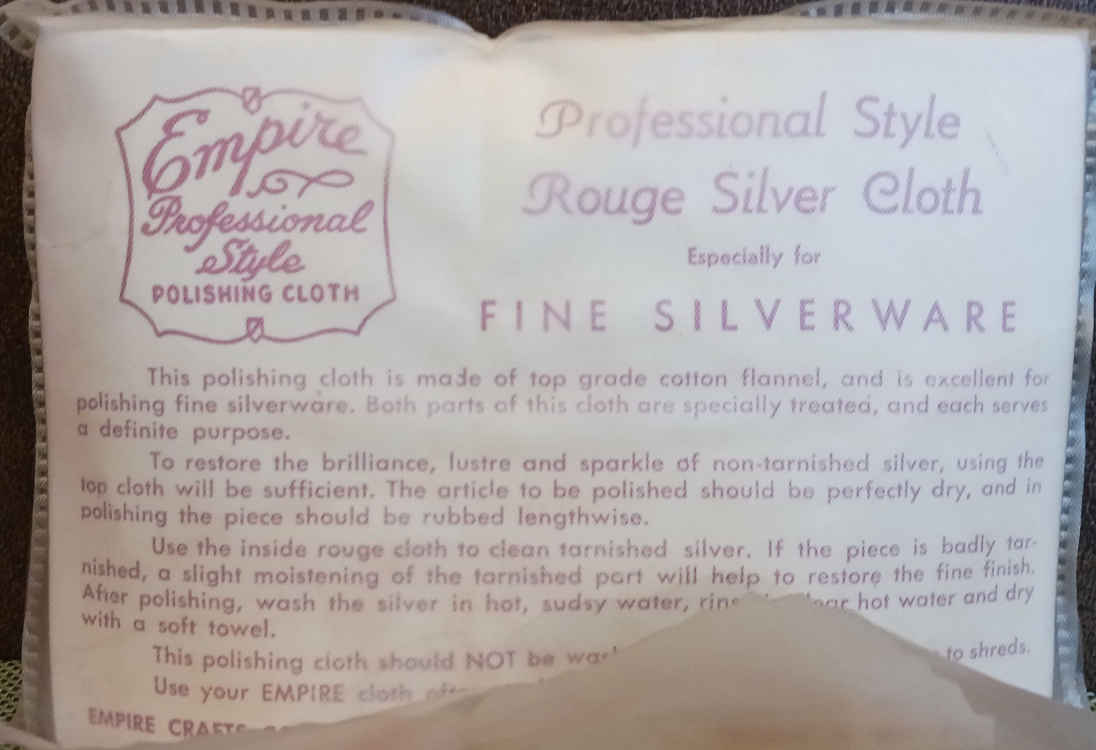 Empire
Professional
Style
POLISHING CLOTH
Professional Style
Rouge Silver Cloth
Especially for
FINE SILVERWARE
This polishing cloth is made of top grade cotton flannel, and is excellent for
polishing fine silverware. Both parts of this cloth are specially treated, and each serves
a definite purpose.
To restore the brilliance, lustre and sparkle of non-tarnished silver, using the
top cloth will be sufficient. The article to be polished should be perfectly dry, and in
polishing the piece should be rubbed lengthwise.
Use the inside rouge cloth to clean tarnished silver. If the piece is badly tar-
nished, a slight moistening of the tarnished part will help to restore the fine finish.
After polishing, wash the silver in hot, sudsy water, hot water and dry
with a soft towel.
This polishing cloth should NOT be to shreds.
Use your EMPIRE cloth
EMPIRE CRAFTS